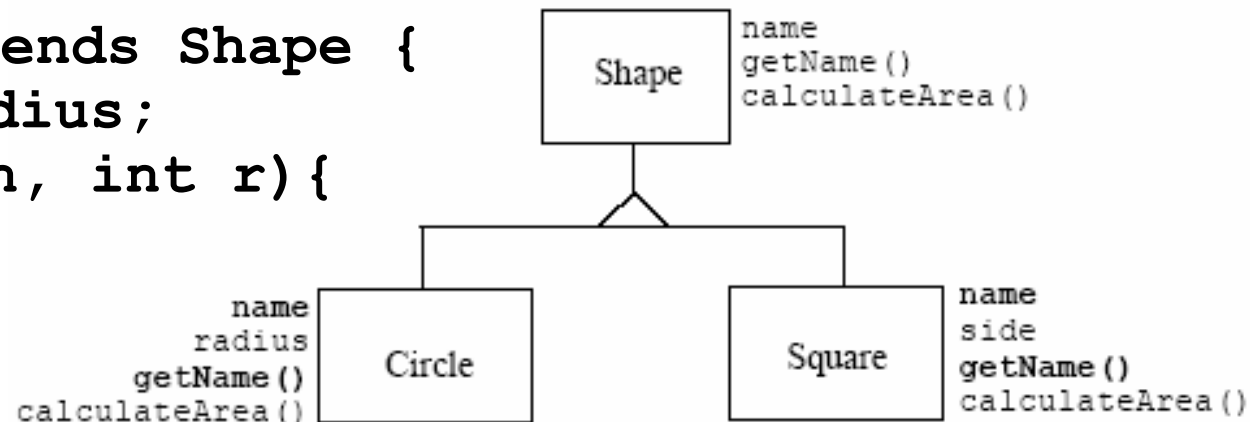 ends Shape {
dius;
n, int r){
Shape
name
getName()
calculateArea()
name
radius
getName()
calculateArea()
Circle
Square
name
side
getName()
calculateArea()